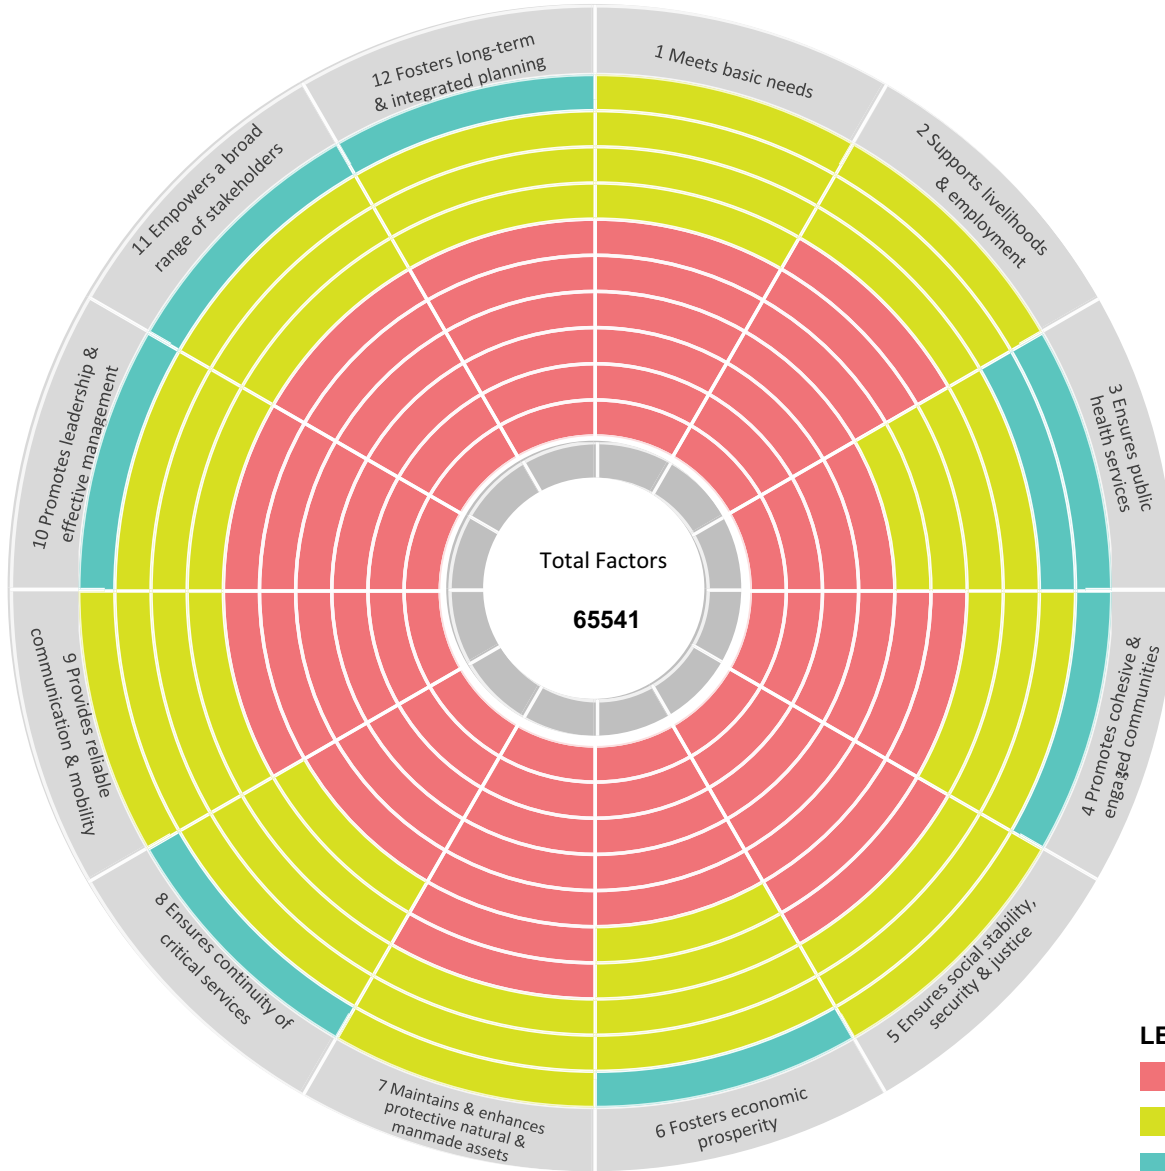 1 Meets basic needs
2 Supports livelihoods
& employment
3 Ensures public
health services
4 Promotes cohesive &
engaged communities
5 Ensures social stability,
security & justice
6 Fosters economic
prosperity
7 Maintains & enhances
protective natural &
manmade assets
8 Ensures continuity of
critical services
9 Provides reliable
communication & mobility
10 Promotes leadership &
effective management
11 Empowers a broad
range of stakeholders
12 Fosters long-term
& integrated planning
Total Factors
65541
LE